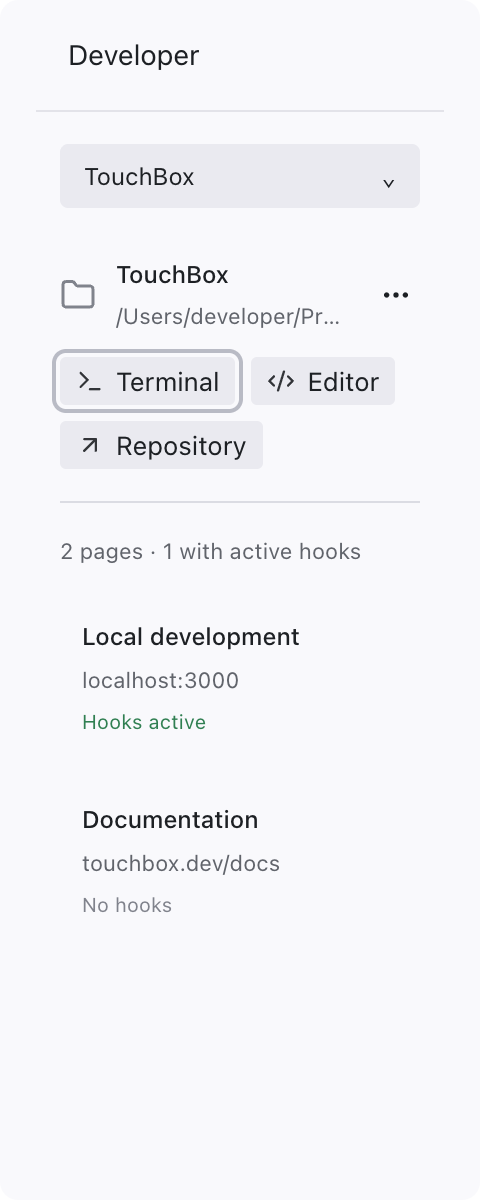 Developer
TouchBox
TouchBox
/Users/developer/Pr...
Terminal
Editor
Repository
2 pages · 1 with active hooks
Local development
localhost:3000
Hooks active
Documentation
touchbox.dev/docs
No hooks